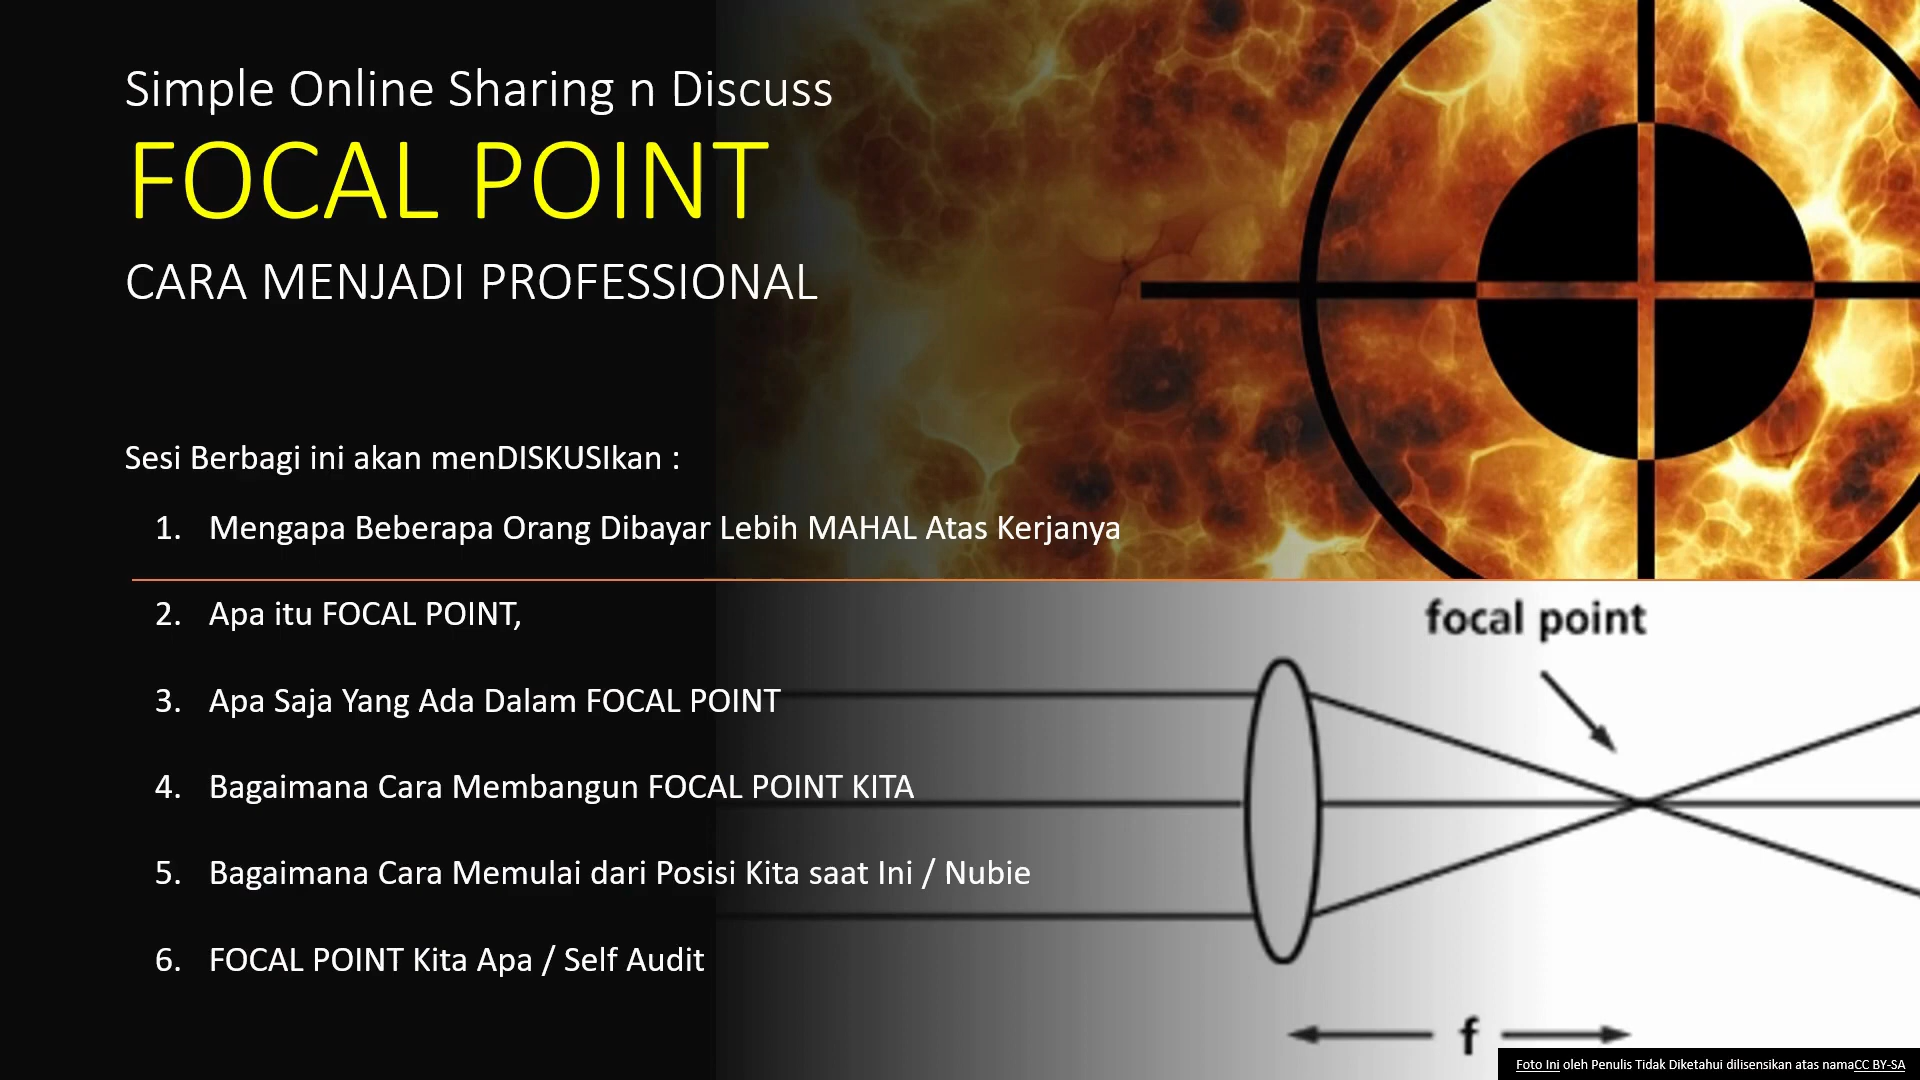 Simple Online Sharing n Discuss
FOCAL POINT
CARA MENJADI PROFESSIONAL
Sesi Berbagi ini akan menDISKUSIkan :
1. Mengapa Beberapa Orang Dibayar Lebih MAHAL Atas Kerjanya
2. Apa itu FOCAL POINT,
3. Apa Saja Yang Ada Dalam FOCAL POINT
4. Bagaimana Cara Membangun FOCAL POINT KITA
5. Bagaimana Cara Memulai dari Posisi Kita saat Ini / Nubie
6. FOCAL POINT Kita Apa / Self Audit
focal point
f
Foto Ini oleh Penulis Tidak Diketahui dilisensikan atas namaCC BY-SA